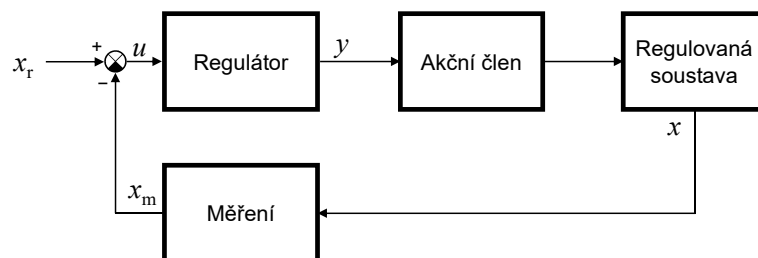 +
u
y
x_r
Regulátor
Akční člen
Regulovaná
soustava
−
x
x_m
Měření